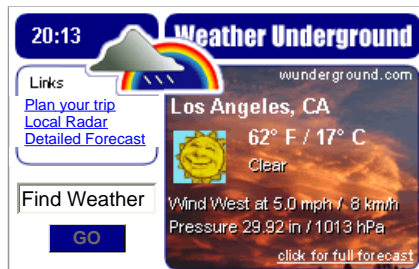 20:13
Weather Underground
Links
Plan your trip
Local Radar
Detailed Forecast
Find Weather
GO
wunderground.com
Los Angeles, CA
62° F / 17° C
Clear
Wind West at 5.0 mph / 8 km/h
Pressure 29.92 in / 1013 hPa
click for full forecast